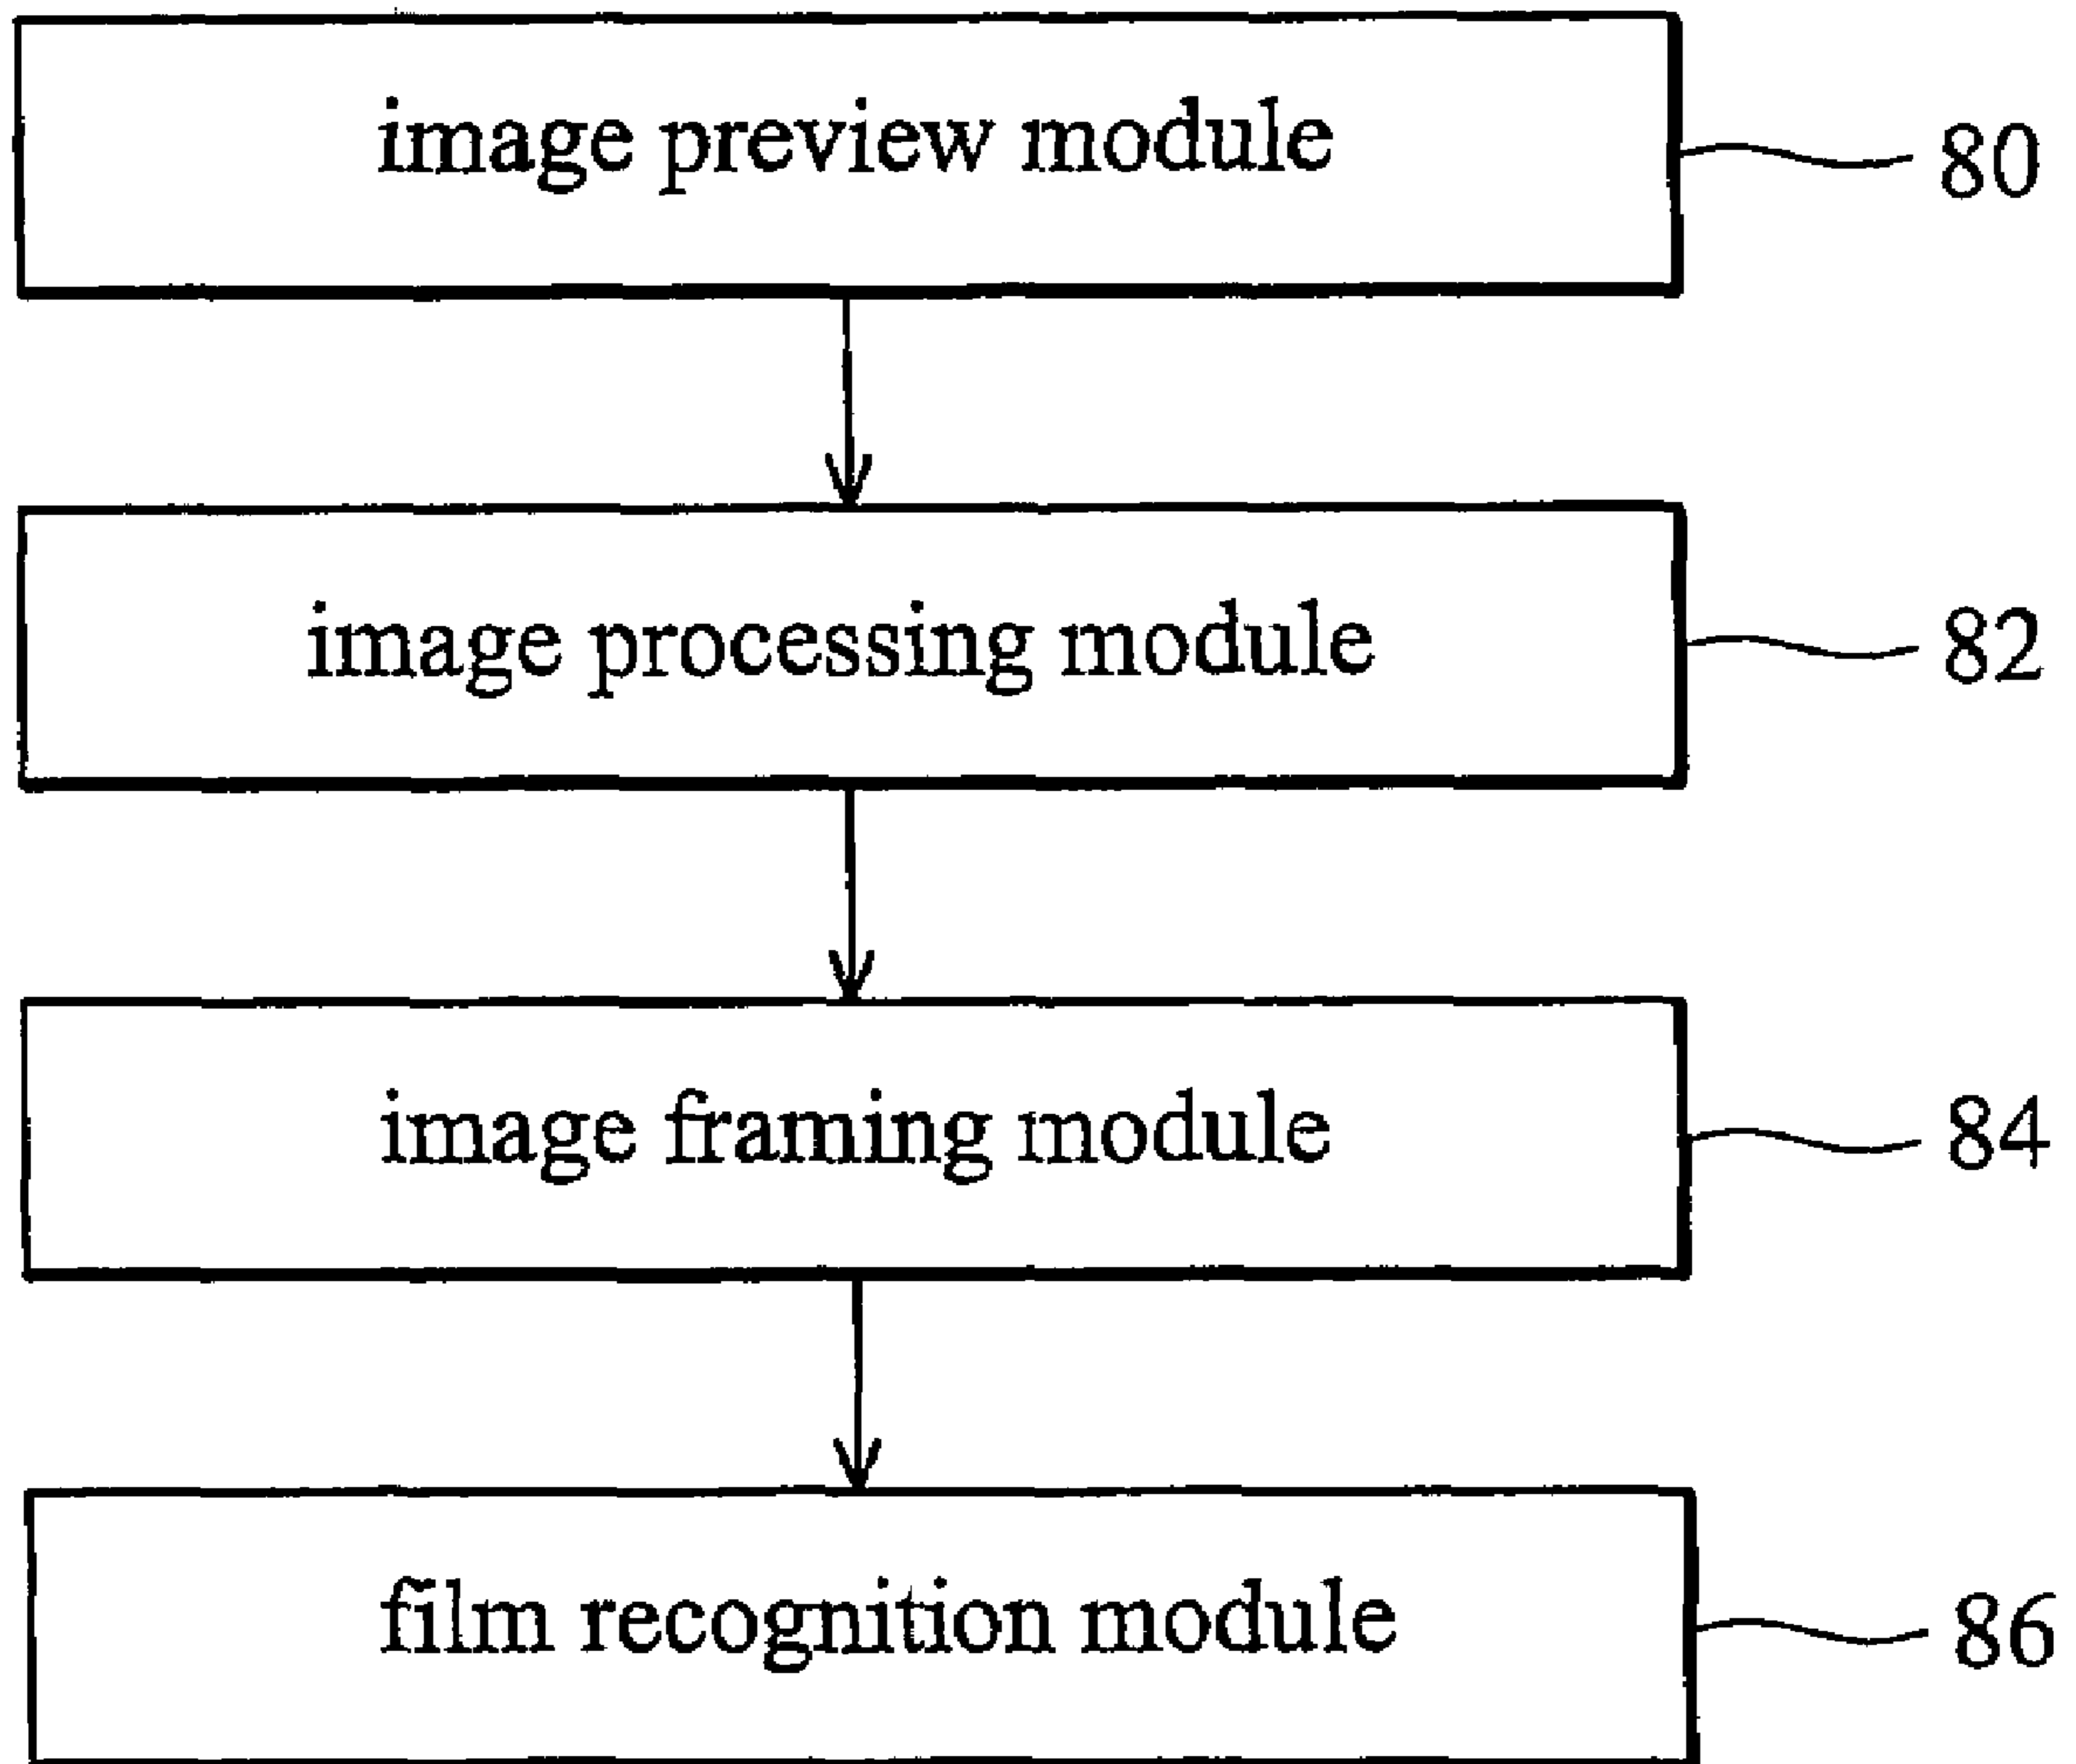 image preview module
80
image processing module
82
image framing module
84
film recognition module
86